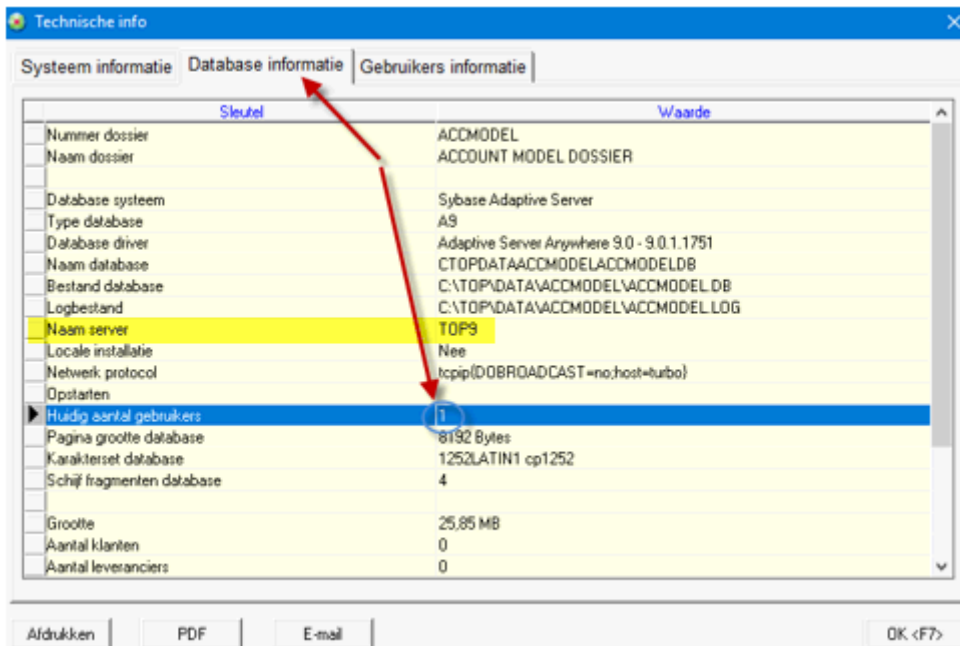 Technische info
Systeem informatie Database informatie Gebruikers informatie
Sleutel Waarde
Nummer dossier ACCMODEL
Naam dossier ACCOUNT MODEL DOSSIER
Database systeem Sybase Adaptive Server
Type database A9
Database driver Adaptive Server Anywhere 9.0 - 9.0.1.1751
Naam database CTOPDATAACCMODELACCMODELDB
Bestand database C:\TOP\DATA\ACCMODEL\ACCMODEL.DB
Logbestand C:\TOP\DATA\ACCMODEL\ACCMODEL.LOG
Naam server TOP9
Locale installatie Nee
Netwerk protocol tcpip{DOBROADCAST=no;host=turbo}
Opstarten
Huidig aantal gebruikers 1
Pagina grootte database 8192 Bytes
Karakterset database 1252LATIN1 cp1252
Schijf fragmenten database 4
Grootte 25,85 MB
Aantal klanten 0
Aantal leveranciers 0
Afdrukken PDF E-mail OK <F7>